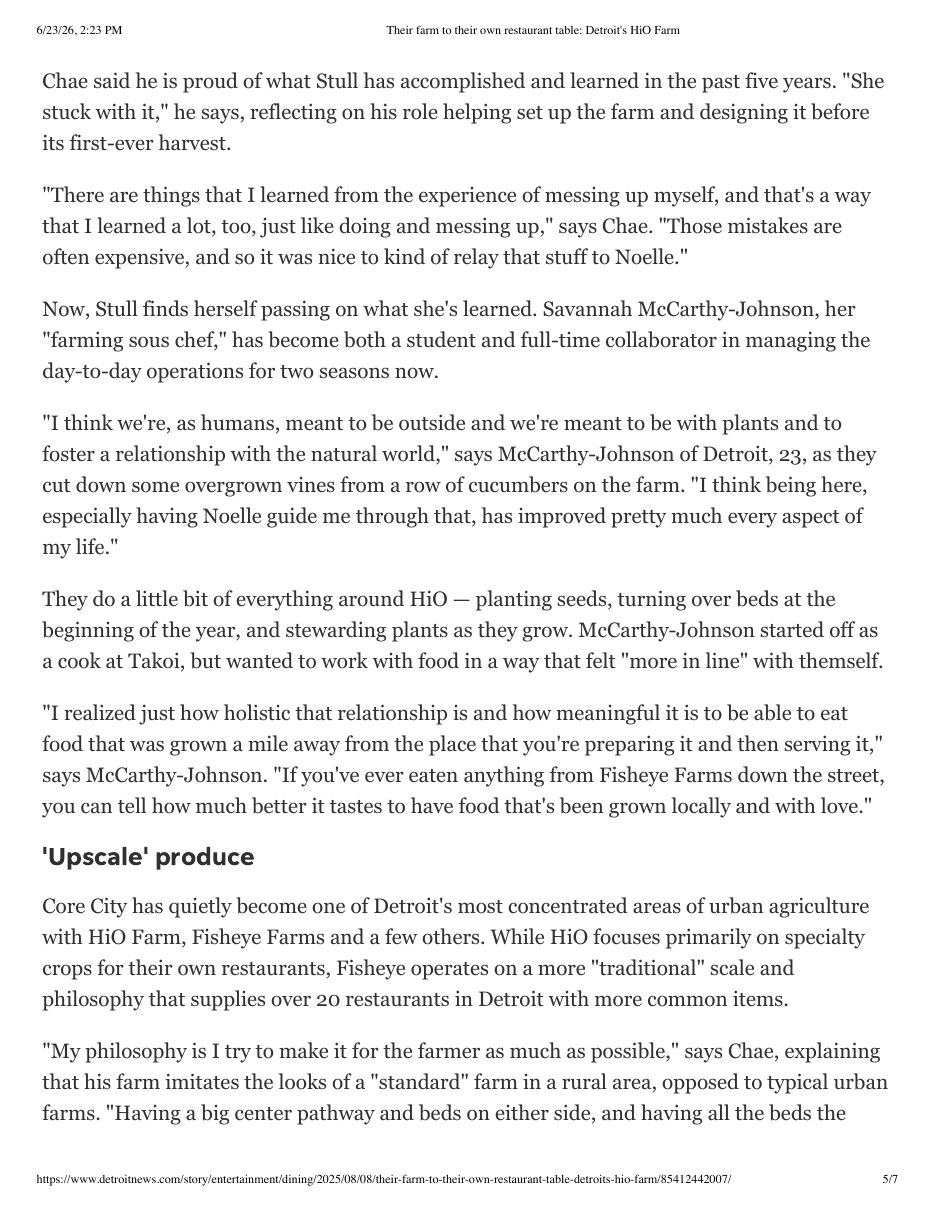 6/23/26, 2:23 PM
Their farm to their own restaurant table: Detroit's HiO Farm
Chae said he is proud of what Stull has accomplished and learned in the past five years. "She
stuck with it," he says, reflecting on his role helping set up the farm and designing it before
its first-ever harvest.
"There are things that I learned from the experience of messing up myself, and that's a way
that I learned a lot, too, just like doing and messing up," says Chae. "Those mistakes are
often expensive, and so it was nice to kind of relay that stuff to Noelle."
Now, Stull finds herself passing on what she's learned. Savannah McCarthy-Johnson, her
"farming sous chef," has become both a student and full-time collaborator in managing the
day-to-day operations for two seasons now.
"I think we're, as humans, meant to be outside and we're meant to be with plants and to
foster a relationship with the natural world," says McCarthy-Johnson of Detroit, 23, as they
cut down some overgrown vines from a row of cucumbers on the farm. "I think being here,
especially having Noelle guide me through that, has improved pretty much every aspect of
my life."
They do a little bit of everything around HiO — planting seeds, turning over beds at the
beginning of the year, and stewarding plants as they grow. McCarthy-Johnson started off as
a cook at Takoi, but wanted to work with food in a way that felt "more in line" with themself.
"I realized just how holistic that relationship is and how meaningful it is to be able to eat
food that was grown a mile away from the place that you're preparing it and then serving it,"
says McCarthy-Johnson. "If you've ever eaten anything from Fisheye Farms down the street,
you can tell how much better it tastes to have food that's been grown locally and with love."
'Upscale' produce
Core City has quietly become one of Detroit's most concentrated areas of urban agriculture
with HiO Farm, Fisheye Farms and a few others. While HiO focuses primarily on specialty
crops for their own restaurants, Fisheye operates on a more "traditional" scale and
philosophy that supplies over 20 restaurants in Detroit with more common items.
"My philosophy is I try to make it for the farmer as much as possible," says Chae, explaining
that his farm imitates the looks of a "standard" farm in a rural area, opposed to typical urban
farms. "Having a big center pathway and beds on either side, and having all the beds the
https://www.detroitnews.com/story/entertainment/dining/2025/08/08/their-farm-to-their-own-restaurant-table-detroits-hio-farm/85412442007/
5/7